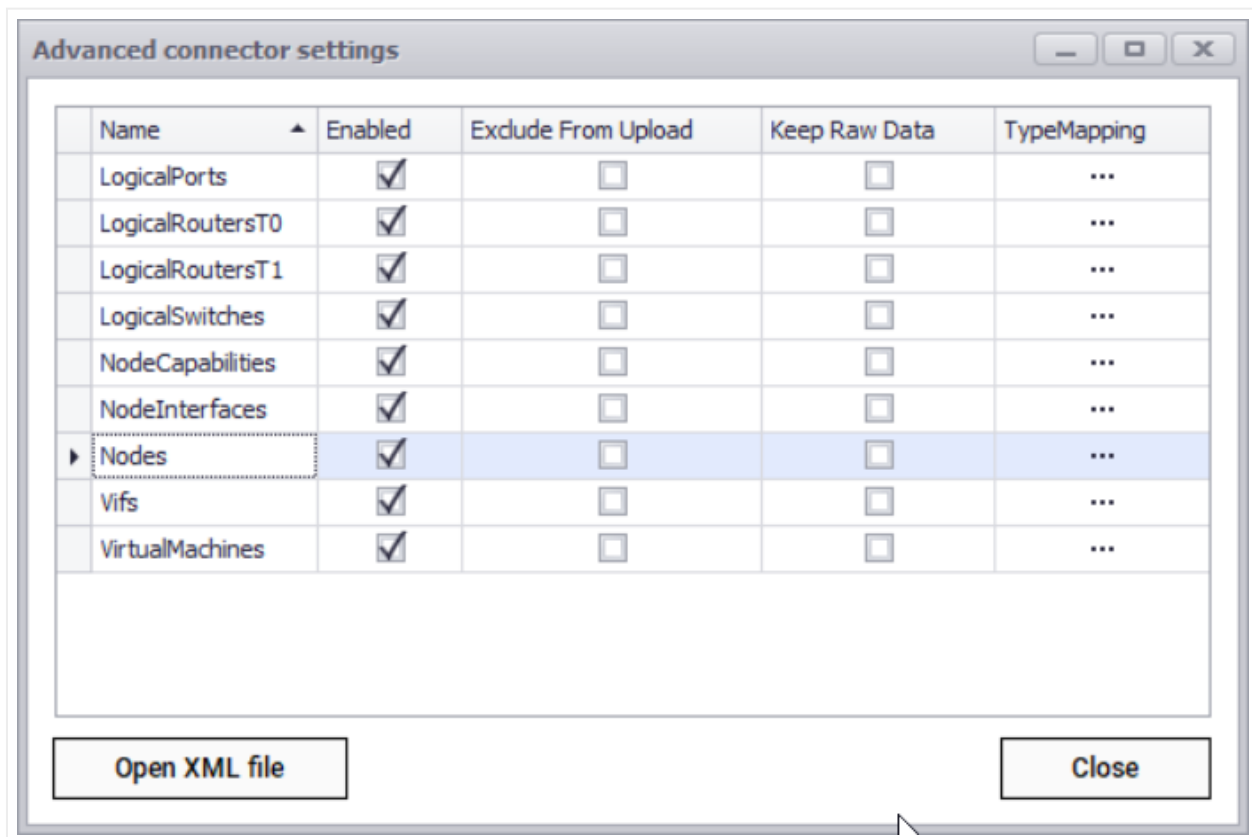 Advanced connector settings
Name Enabled Exclude From Upload Keep Raw Data TypeMapping
LogicalPorts ...
LogicalRoutersT0 ...
LogicalRoutersT1 ...
LogicalSwitches ...
NodeCapabilities ...
NodeInterfaces ...
Nodes ...
Vifs ...
VirtualMachines ...
Open XML file Close